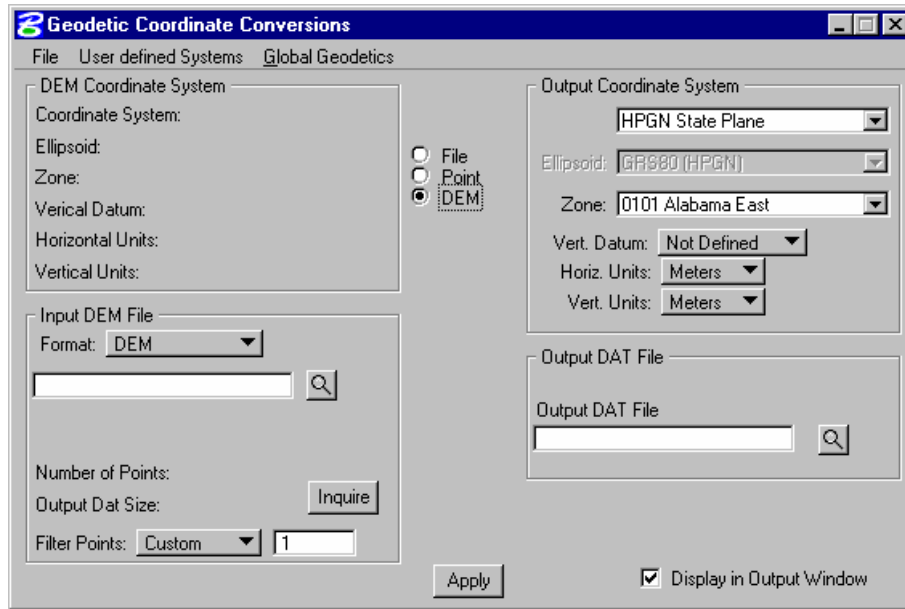 Geodetic Coordinate Conversions
File User defined Systems Global Geodetics
DEM Coordinate System
Coordinate System:
Ellipsoid:
Zone:
Verical Datum:
Horizontal Units:
Vertical Units:
File
Point
DEM
Output Coordinate System
HPGN State Plane
Ellipsoid: GRS80 (HPGN)
Zone: 0101 Alabama East
Vert. Datum: Not Defined
Horiz. Units: Meters
Vert. Units: Meters
Input DEM File
Format: DEM
Number of Points:
Output Dat Size:
Inquire
Filter Points: Custom 1
Output DAT File
Output DAT File
Apply
Display in Output Window